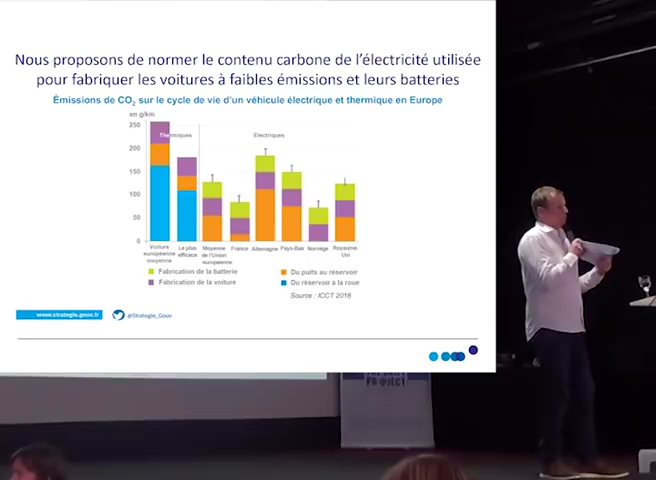 Nous proposons de normer le contenu carbone de l'électricité utilisée
pour fabriquer les voitures à faibles émissions et leurs batteries
Émissions de CO2 sur le cycle de vie d'un véhicule électrique et thermique en Europe
en g/km
250
200
150
100
50
0
Thermiques
Electriques
Voiture
européenne
moyenne
La plus
efficace
Moyenne
de l'Union
européenne
France
Allemagne
Pays-Bas
Norvège
Royaume-
Uni
Fabrication de la batterie
Fabrication de la voiture
Du puits au réservoir
Du réservoir à la roue
Source : ICCT 2018
www.strategie.gouv.fr
@Strategie_Gouv
PROJECT